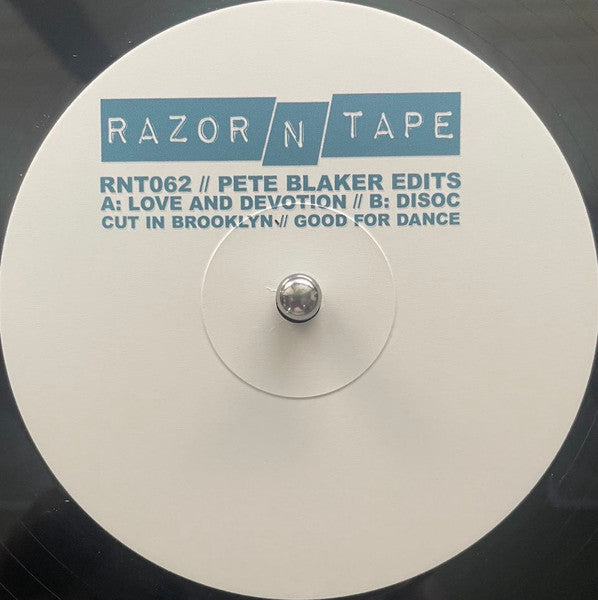 RAZOR N TAPE
RNT062 // PETE BLAKER EDITS
A: LOVE AND DEVOTION // B: DISOC
CUT IN BROOKLYN // GOOD FOR DANCE